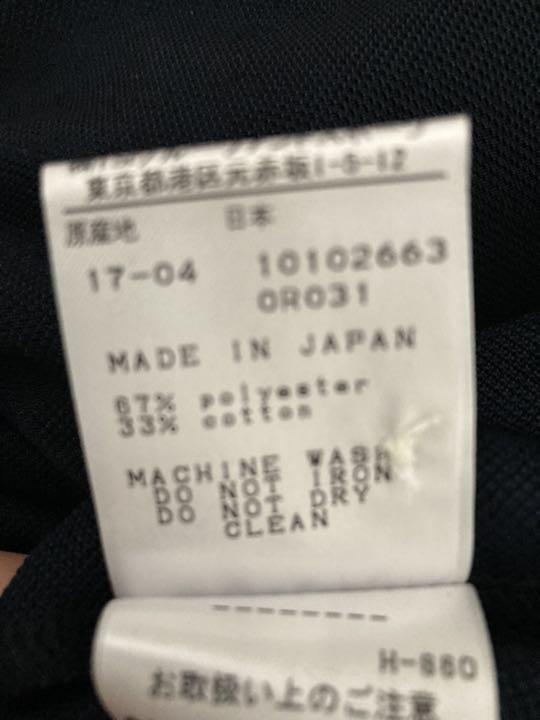 東京都港区元赤坂1-5-12
原産地 日本
17-04 10102663
0R031
MADE IN JAPAN
67% polyester
33% cotton
MACHINE WASH
DO NOT IRON
DO NOT DRY
CLEAN
--------
H-880
お取扱い上のご注意